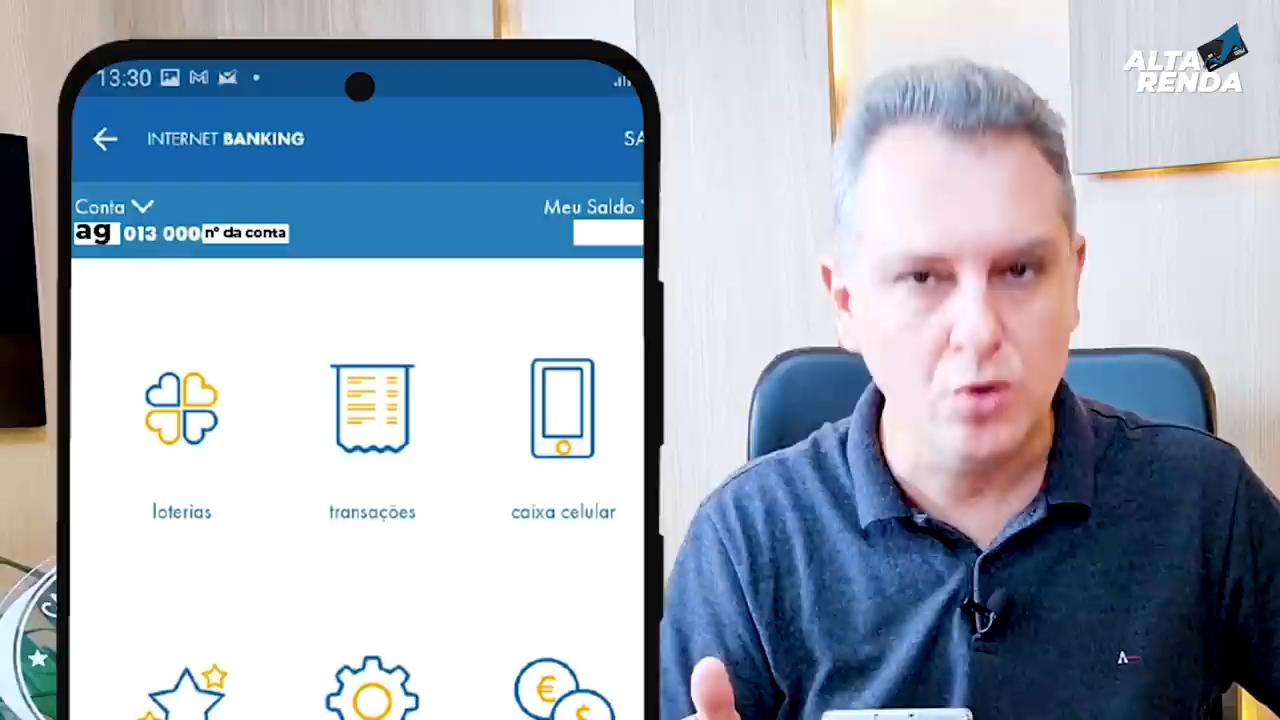 13:30
ALTA
RENDA
INTERNET BANKING
SA
Conta
Meu Saldo
ag 013 000 nº da conta
loterias
transações
caixa celular